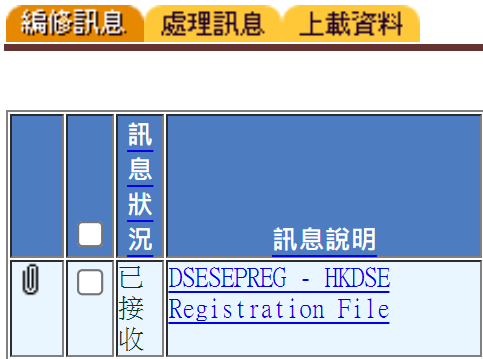 編修訊息 處理訊息 上載資料
訊
息
狀
況 訊息說明
已 DSESEPREG - HKDSE
接 Registration File
收